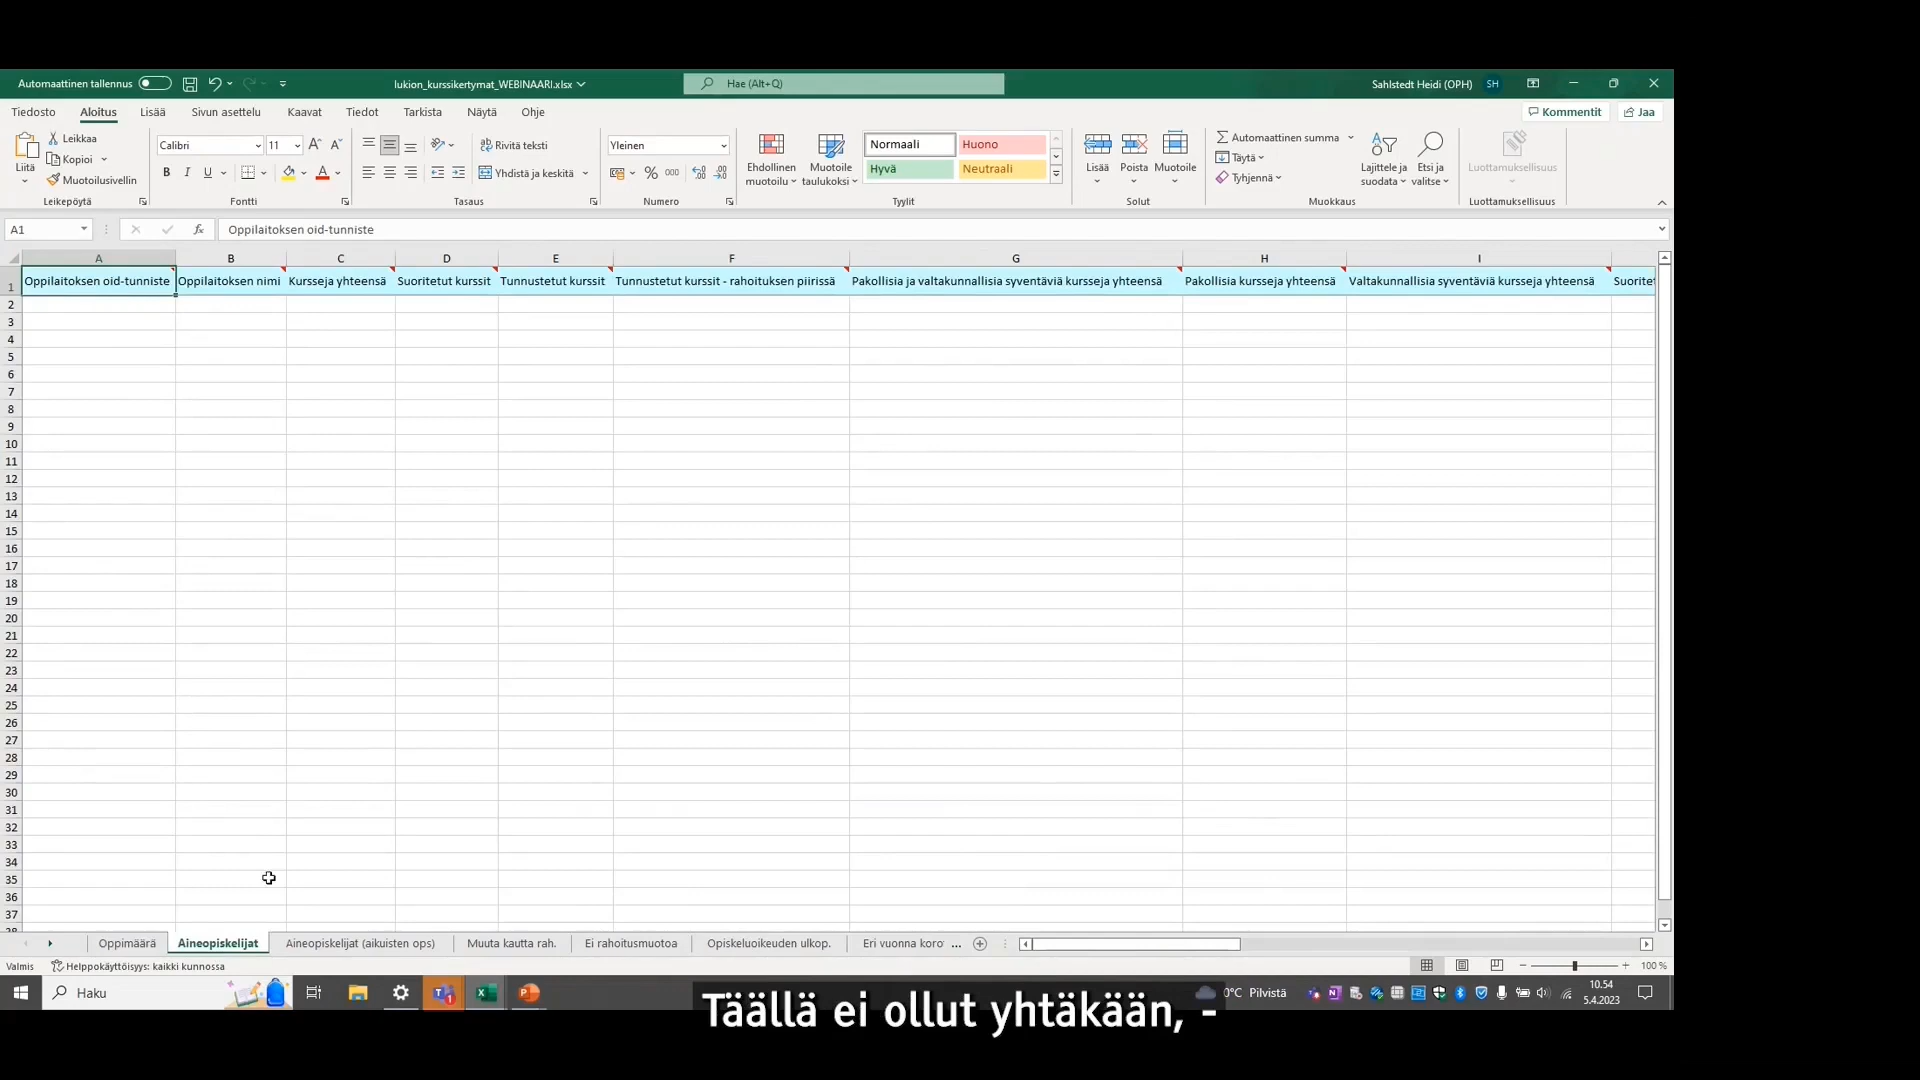 Automaattinen tallennus
lukion_kurssikertymat_WEBINAARI.xlsx
Hae (Alt+Q)
Sahlstedt Heidi (OPH) SH
Tiedosto Aloitus Lisää Sivun asettelu Kaavat Tiedot Tarkista Näytä Ohje
Kommentit Jaa
Liitä
Leikkaa
Kopioi
Muotoilusivellin
Leikepöytä
Calibri 11
B I U
Fontti
Rivitä teksti
Yhdistä ja keskitä
Tasaus
Yleinen
% 000
Numero
Ehdollinen muotoilu
Muotoile taulukoksi
Normaali Huono
Hyvä Neutraali
Tyylit
Lisää Poista Muotoile
Solut
Automaattinen summa
Täytä
Tyhjennä
Lajittele ja suodata
Etsi ja valitse
Muokkaus
Luottamuksellisuus
Luottamuksellisuus
A1 fx Oppilaitoksen oid-tunniste
A B C D E F G H I
1 Oppilaitoksen oid-tunniste Oppilaitoksen nimi Kursseja yhteensä Suoritetut kurssit Tunnustetut kurssit Tunnustetut kurssit - rahoituksen piirissä Pakollisia ja valtakunnallisia syventäviä kursseja yhteensä Pakollisia kursseja yhteensä Valtakunnallisia syventäviä kursseja yhteensä Suoritet
2
3
4
5
6
7
8
9
10
11
12
13
14
15
16
17
18
19
20
21
22
23
24
25
26
27
28
29
30
31
32
33
34
35
36
37
38
Oppimäärä Aineopiskelijat Aineopiskelijat (aikuisten ops) Muuta kautta rah. Ei rahoitusmuotoa Opiskeluoikeuden ulkop. Eri vuonna koro ...
Valmis Helppokäyttöisyys: kaikki kunnossa
100 %
Haku
0°C Pilvistä
10.54
5.4.2023
Täällä ei ollut yhtäkään, -